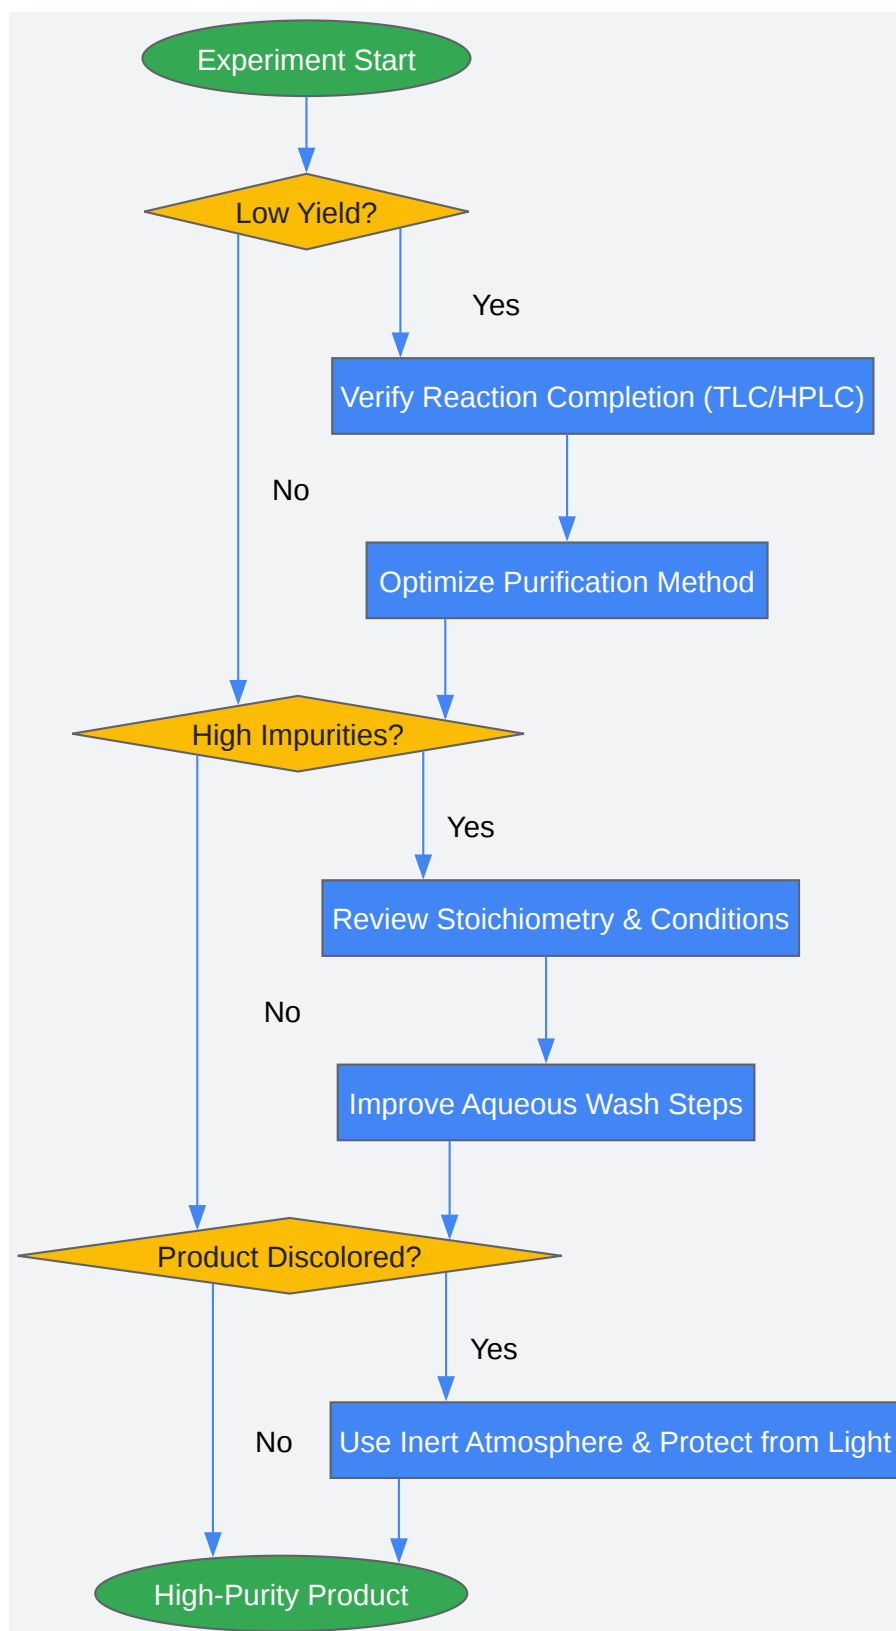 Experiment Start
Low Yield?
Yes
Verify Reaction Completion (TLC/HPLC)
No
Optimize Purification Method
High Impurities?
Yes
Review Stoichiometry & Conditions
No
Improve Aqueous Wash Steps
Product Discolored?
Yes
No
Use Inert Atmosphere & Protect from Light
High-Purity Product